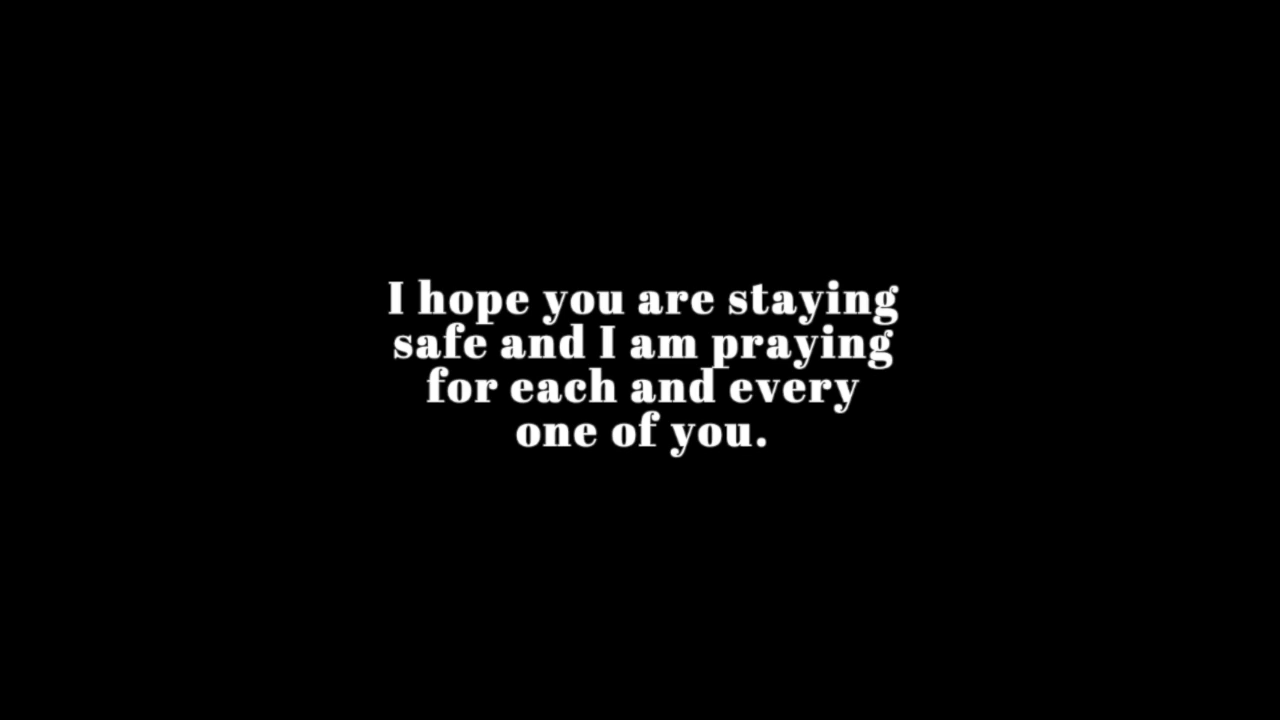 I hope you are staying
safe and I am praying
for each and every
one of you.